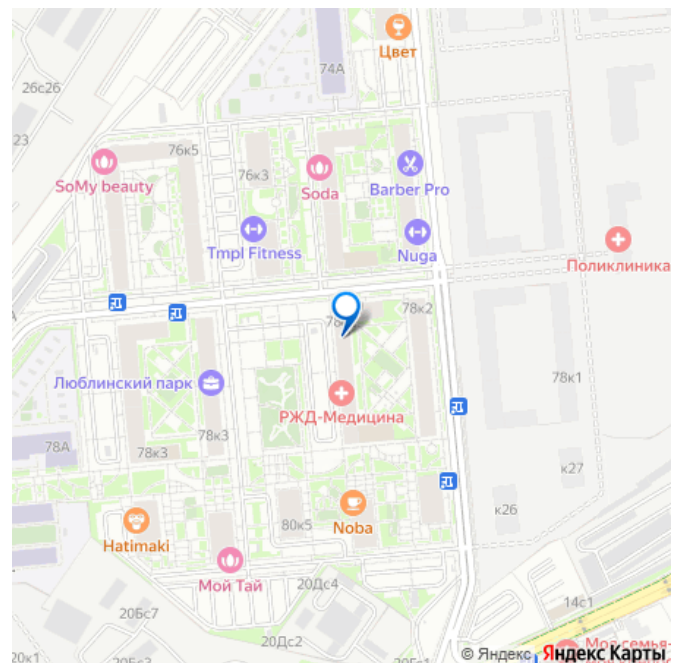 Цвет
74А
26с26
23
76к5
SoMy beauty
76к3
Soda
Barber Pro
Tmpl Fitness
Nuga
Поликлиника
78к2
Люблинский парк
78к1
РЖД-Медицина
78к3
78А
78к3
к27
к26
80к5
Noba
Hatimaki
Мой Тай
20Дс4
14с1
20Бс7
20Дс2
20к1
© Яндекс Яндекс Карты